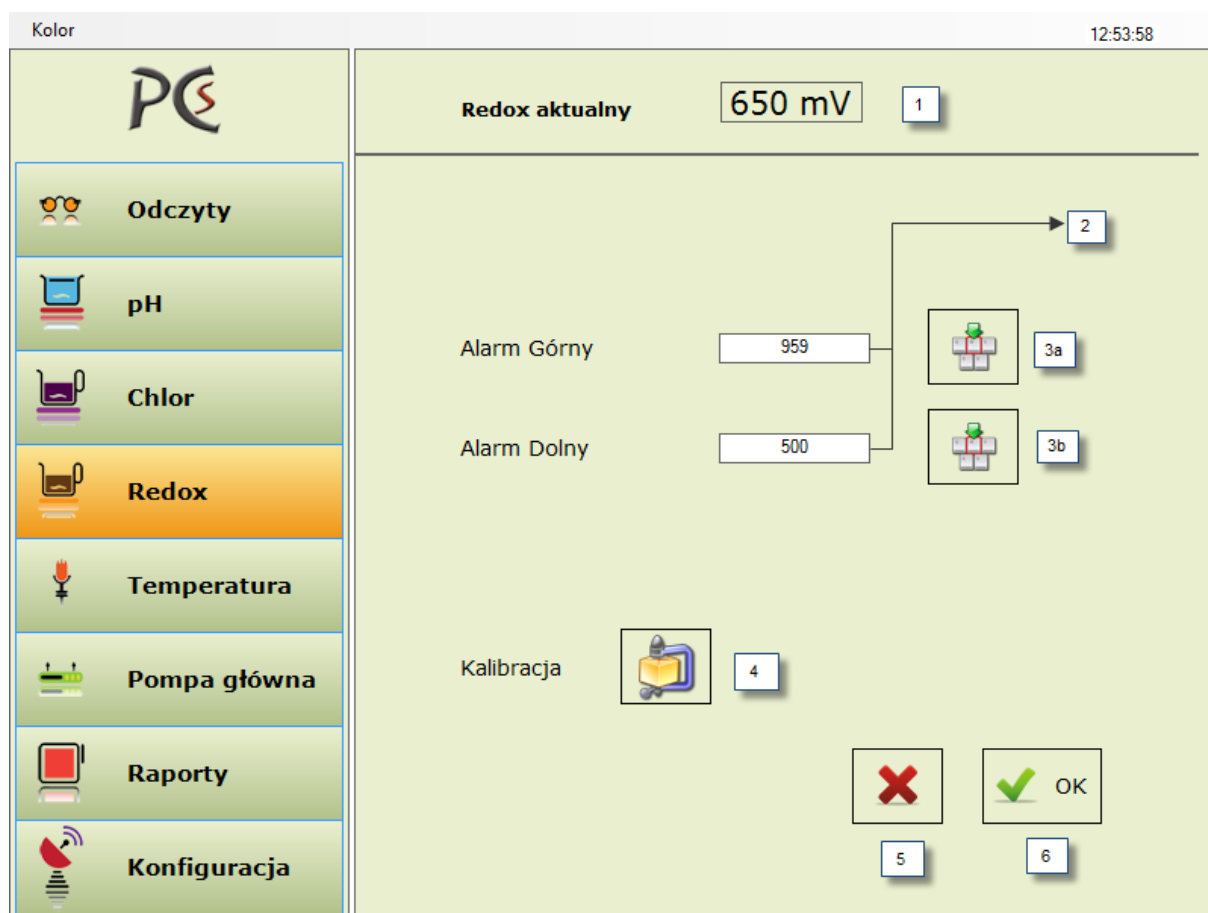 Kolor
12:53:58
PCs
Odczyty
pH
Chlor
Redox
Temperatura
Pompa główna
Raporty
Konfiguracja
Redox aktualny 650 mV 1
2
Alarm Górny 959 3a
Alarm Dolny 500 3b
Kalibracja 4
OK
5 6